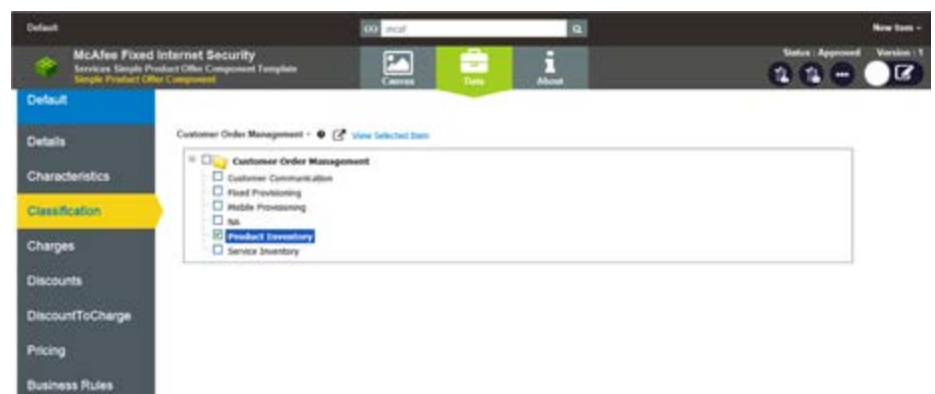 Default
mcaf
New Item
McAfee Fixed Internet Security
Services Simple Product Offer Component Template
Simple Product Offer Component
Canvas
Data
About
Status : Approved
Version : 1
Default
Details
Characteristics
Classification
Charges
Discounts
DiscountToCharge
Pricing
Business Rules
Customer Order Management
View Selected Item
Customer Order Management
Customer Communication
Fixed Provisioning
Mobile Provisioning
NA
Product Inventory
Service Inventory